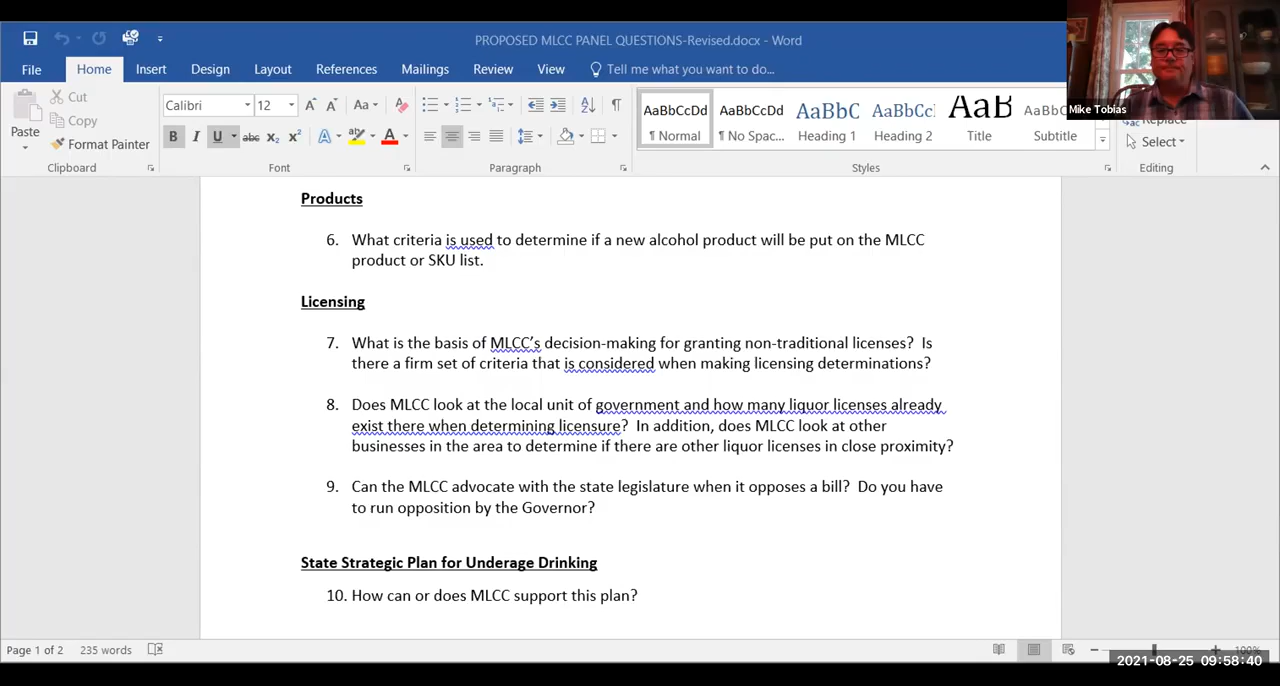 PROPOSED MLCC PANEL QUESTIONS-Revised.docx - Word
File Home Insert Design Layout References Mailings Review View Tell me what you want to do...
Mike Tobias
Paste
Cut
Copy
Format Painter
Calibri 12
Aa
B I U abc X₂ X² A A
AaBbCcDd AaBbCcDd AaBbC AaBbCc AaB AaBbC
¶ Normal ¶ No Spac... Heading 1 Heading 2 Title Subtitle
Replace
Select
Clipboard Font Paragraph Styles Editing
Products
6. What criteria is used to determine if a new alcohol product will be put on the MLCC
product or SKU list.
Licensing
7. What is the basis of MLCC's decision-making for granting non-traditional licenses? Is
there a firm set of criteria that is considered when making licensing determinations?
8. Does MLCC look at the local unit of government and how many liquor licenses already
exist there when determining licensure? In addition, does MLCC look at other
businesses in the area to determine if there are other liquor licenses in close proximity?
9. Can the MLCC advocate with the state legislature when it opposes a bill? Do you have
to run opposition by the Governor?
State Strategic Plan for Underage Drinking
10. How can or does MLCC support this plan?
Page 1 of 2 235 words
100%
2021-08-25 09:58:40